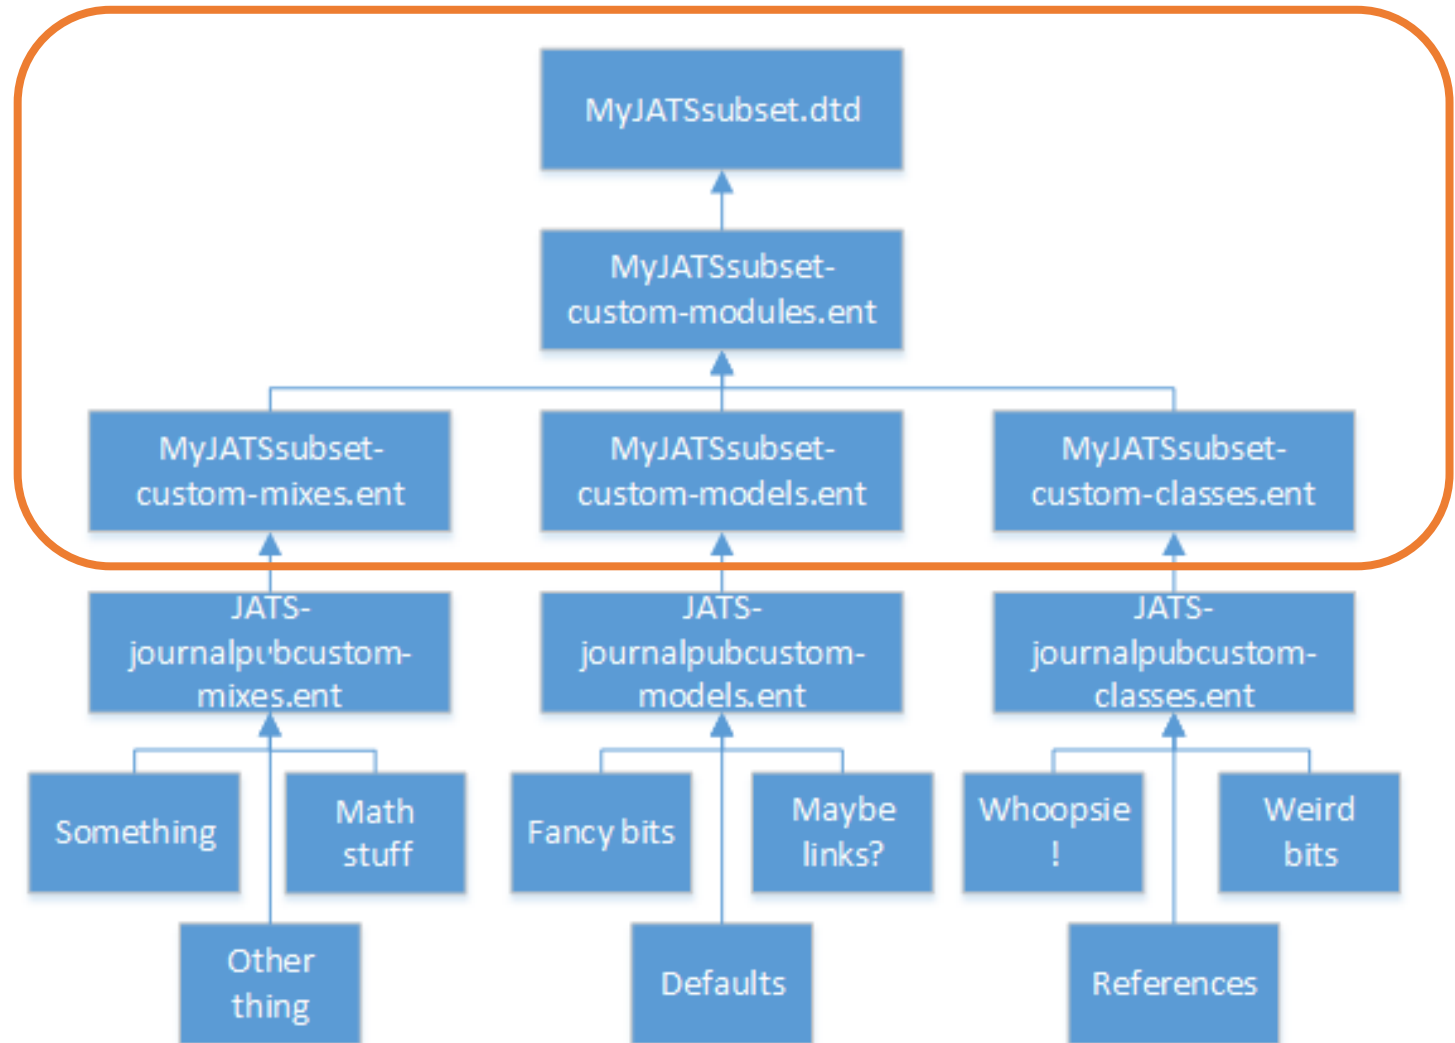 MyJATSsubset.dtd
MyJATSsubset-
custom-modules.ent
MyJATSsubset-
custom-mixes.ent
MyJATSsubset-
custom-models.ent
MyJATSsubset-
custom-classes.ent
JATS-
journalpubcustom-
mixes.ent
JATS-
journalpubcustom-
models.ent
JATS-
journalpubcustom-
classes.ent
Something
Math
stuff
Fancy bits
Maybe
links?
Whoopsie
!
Weird
bits
Other
thing
Defaults
References